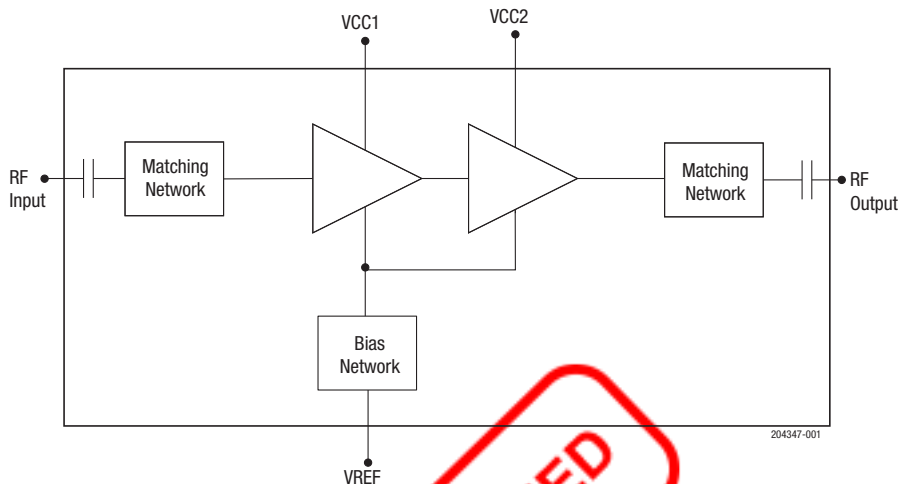 VCC1
VCC2
RF
Input
Matching
Network
Matching
Network
RF
Output
Bias
Network
204347-001
VREF